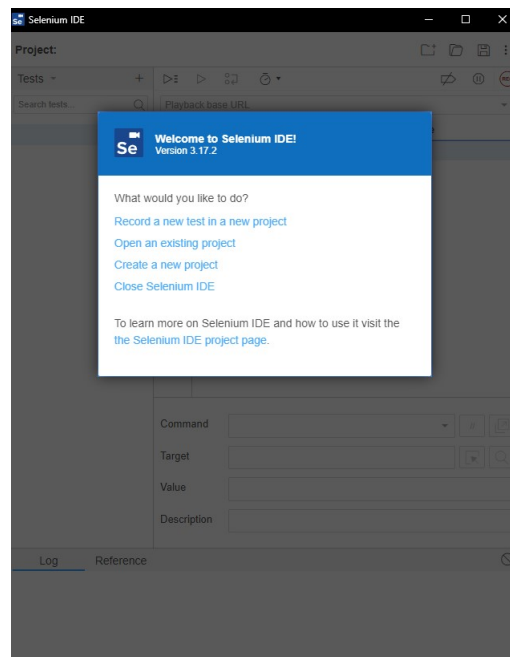 Se Selenium IDE
Project:
Tests
Search tests...
Playback base URL
Se
Welcome to Selenium IDE!
Version 3.17.2
What would you like to do?
Record a new test in a new project
Open an existing project
Create a new project
Close Selenium IDE
To learn more on Selenium IDE and how to use it visit the
the Selenium IDE project page.
Command
Target
Value
Description
Log Reference